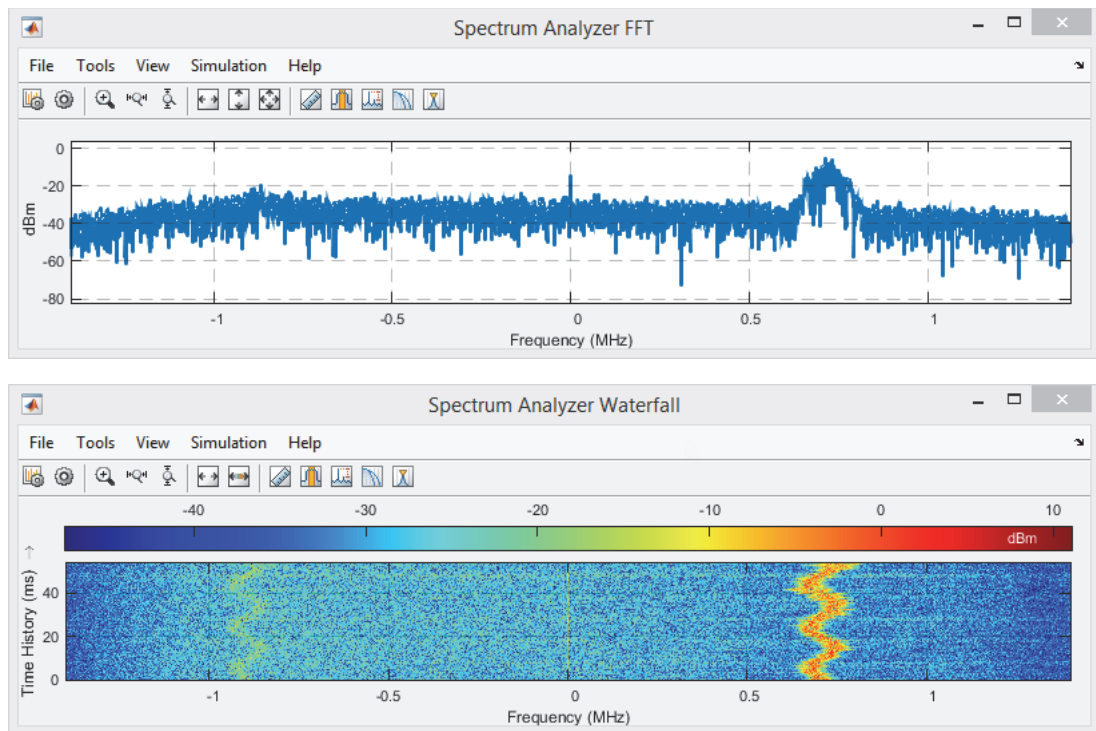 Spectrum Analyzer FFT
File Tools View Simulation Help
0
-20
-40
-60
-80
dBm
-1 -0.5 0 0.5 1
Frequency (MHz)
Spectrum Analyzer Waterfall
File Tools View Simulation Help
-40 -30 -20 -10 0 10
dBm
Time History (ms) →
40
20
0
-1 -0.5 0 0.5 1
Frequency (MHz)